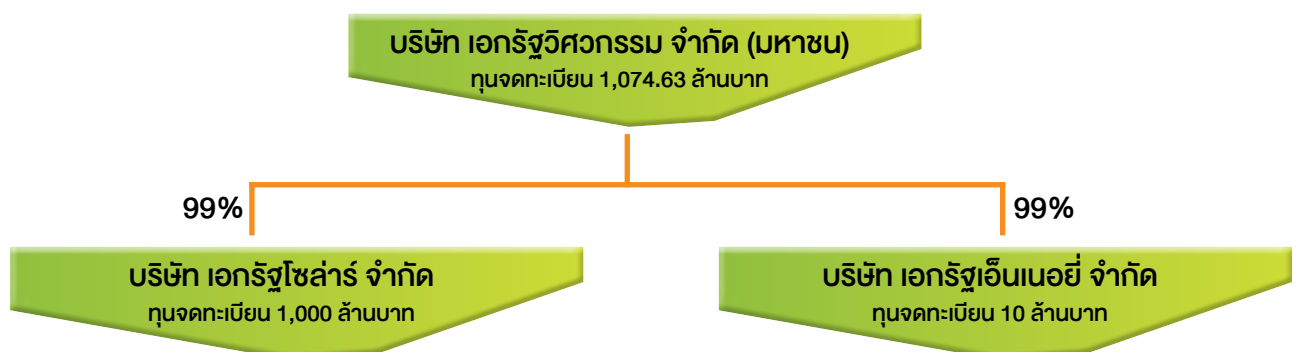 บริษัท เอกรัฐวิศวกรรม จำกัด (มหาชน)
ทุนจดทะเบียน 1,074.63 ล้านบาท
99%
99%
บริษัท เอกรัฐโซล่าร์ จำกัด
ทุนจดทะเบียน 1,000 ล้านบาท
บริษัท เอกรัฐเอ็นเนอยี่ จำกัด
ทุนจดทะเบียน 10 ล้านบาท